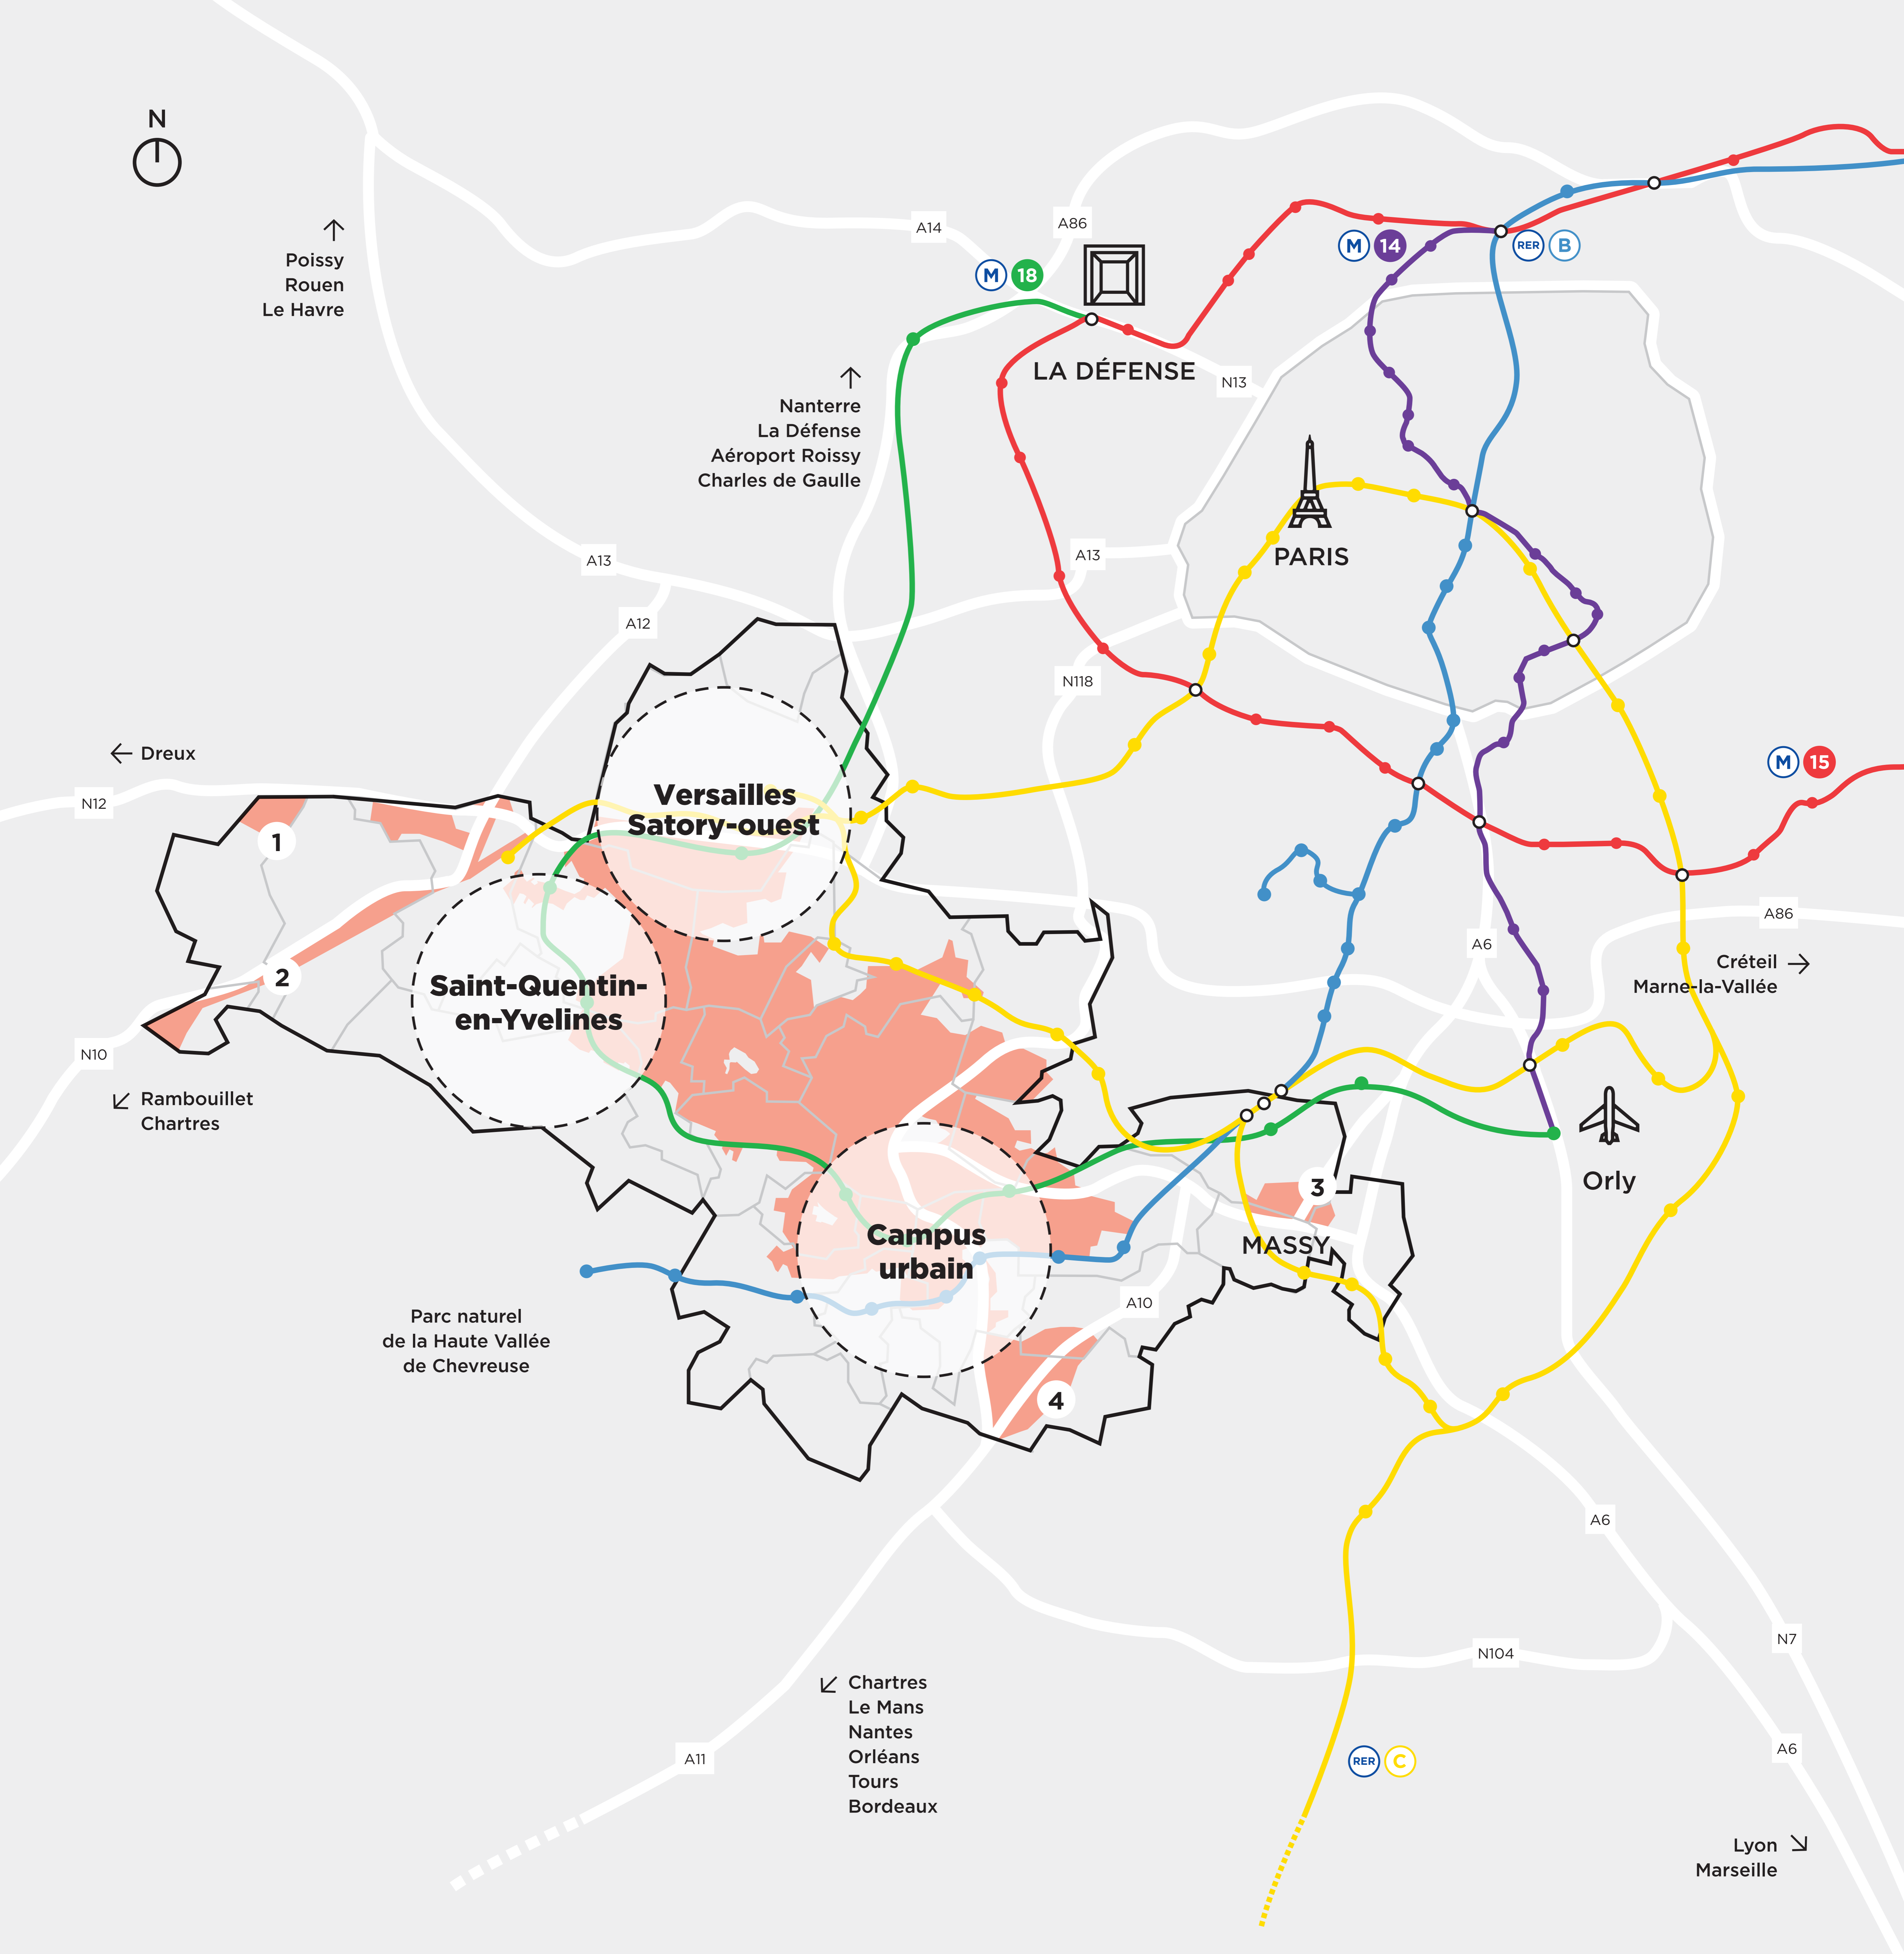 N
Poissy
Rouen
Le Havre
A14
A86
M 18
M 14
RER B
LA DÉFENSE
N13
Nanterre
La Défense
Aéroport Roissy
Charles de Gaulle
PARIS
A13
A13
A12
N118
Dreux
N12
Versailles
Satory-ouest
M 15
1
A86
A6
2
Créteil
Marne-la-Vallée
Saint-Quentin-
en-Yvelines
N10
Rambouillet
Chartres
Orly
3
MASSY
Campus
urbain
A10
Parc naturel
de la Haute Vallée
de Chevreuse
4
A6
N7
N104
Chartres
Le Mans
Nantes
Orléans
Tours
Bordeaux
A11
A6
RER C
Lyon
Marseille